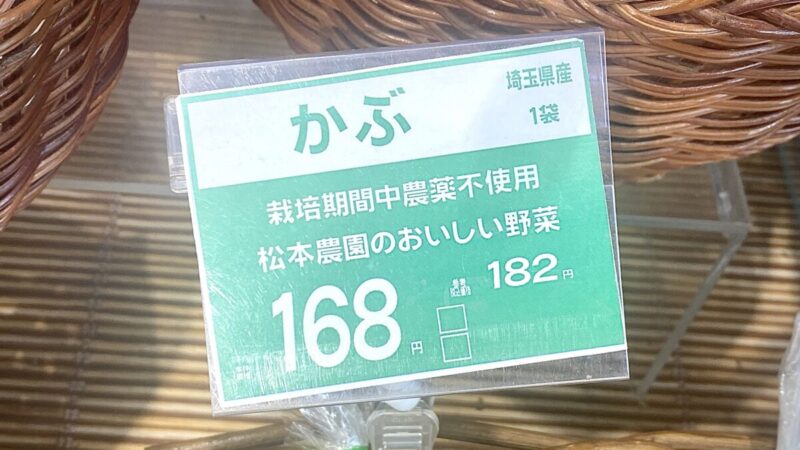 かぶ
埼玉県産
1袋
栽培期間中農薬不使用
松本農園のおいしい野菜
168円
182円